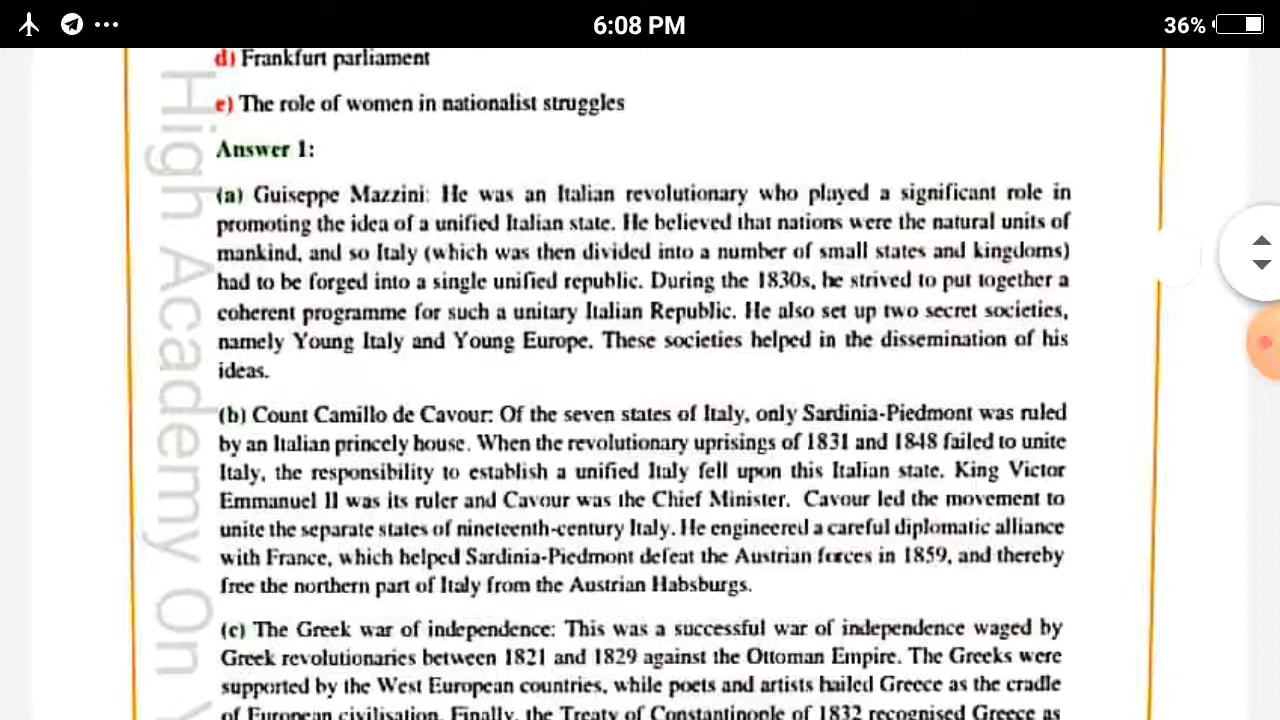 6:08 PM
36%
d) Frankfurt parliament
e) The role of women in nationalist struggles
Answer 1:
(a) Guiseppe Mazzini: He was an Italian revolutionary who played a significant role in
promoting the idea of a unified Italian state. He believed that nations were the natural units of
mankind, and so Italy (which was then divided into a number of small states and kingdoms)
had to be forged into a single unified republic. During the 1830s, he strived to put together a
coherent programme for such a unitary Italian Republic. He also set up two secret societies,
namely Young Italy and Young Europe. These societies helped in the dissemination of his
ideas.
(b) Count Camillo de Cavour: Of the seven states of Italy, only Sardinia-Piedmont was ruled
by an Italian princely house. When the revolutionary uprisings of 1831 and 1848 failed to unite
Italy, the responsibility to establish a unified Italy fell upon this Italian state. King Victor
Emmanuel II was its ruler and Cavour was the Chief Minister. Cavour led the movement to
unite the separate states of nineteenth-century Italy. He engineered a careful diplomatic alliance
with France, which helped Sardinia-Piedmont defeat the Austrian forces in 1859, and thereby
free the northern part of Italy from the Austrian Habsburgs.
(c) The Greek war of independence: This was a successful war of independence waged by
Greek revolutionaries between 1821 and 1829 against the Ottoman Empire. The Greeks were
supported by the West European countries, while poets and artists hailed Greece as the cradle
of European civilisation. Finally, the Treaty of Constantinople of 1832 recognised Greece as
High Academy On Y